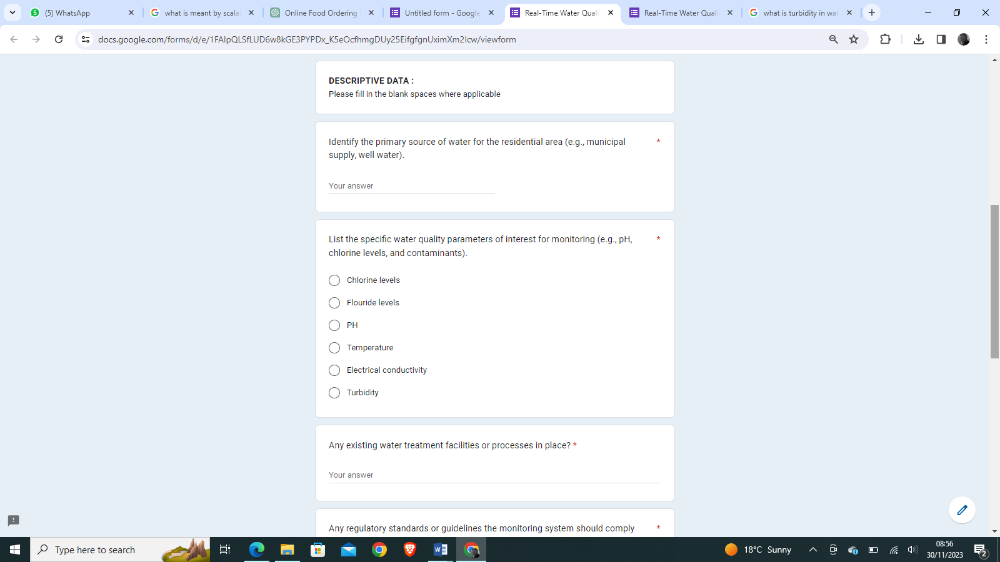 (5) WhatsApp
what is meant by scala
Online Food Ordering
Untitled form - Google
Real-Time Water Quali
Real-Time Water Quali
what is turbidity in wat
docs.google.com/forms/d/e/1FAIpQLSfLUD6w8kGE3PYPDx_K5eOcfhmgDUy25EifgfgnUximXm2Icw/viewform
DESCRIPTIVE DATA :
Please fill in the blank spaces where applicable
Identify the primary source of water for the residential area (e.g., municipal *
supply, well water).
Your answer
List the specific water quality parameters of interest for monitoring (e.g., pH, *
chlorine levels, and contaminants).
Chlorine levels
Flouride levels
PH
Temperature
Electrical conductivity
Turbidity
Any existing water treatment facilities or processes in place? *
Your answer
Any regulatory standards or guidelines the monitoring system should comply *
Type here to search
18°C Sunny
08:56
30/11/2023
2